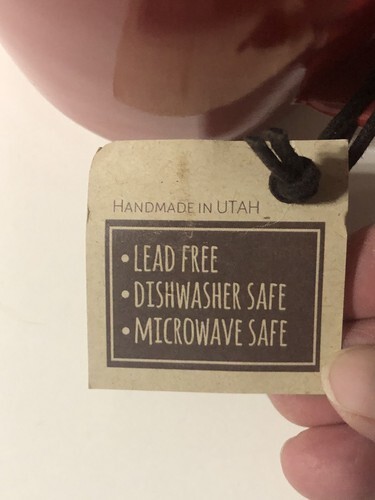 HANDMADE IN UTAH
• LEAD FREE
• DISHWASHER SAFE
• MICROWAVE SAFE